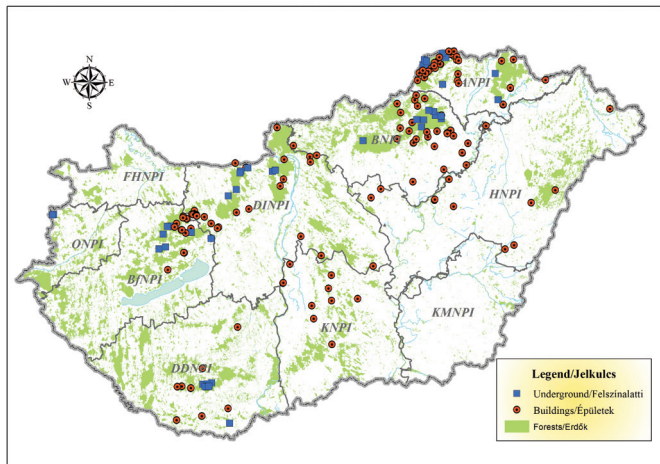 N
W E
S
ANPI
BNPI
FHNPI
HNPI
DINPI
ONPI
BfNPI
KMNPI
KNPI
DDNPI
Legend/Jelkulcs
Underground/Felszínalatti
Buildings/Épületek
Forests/Erdők